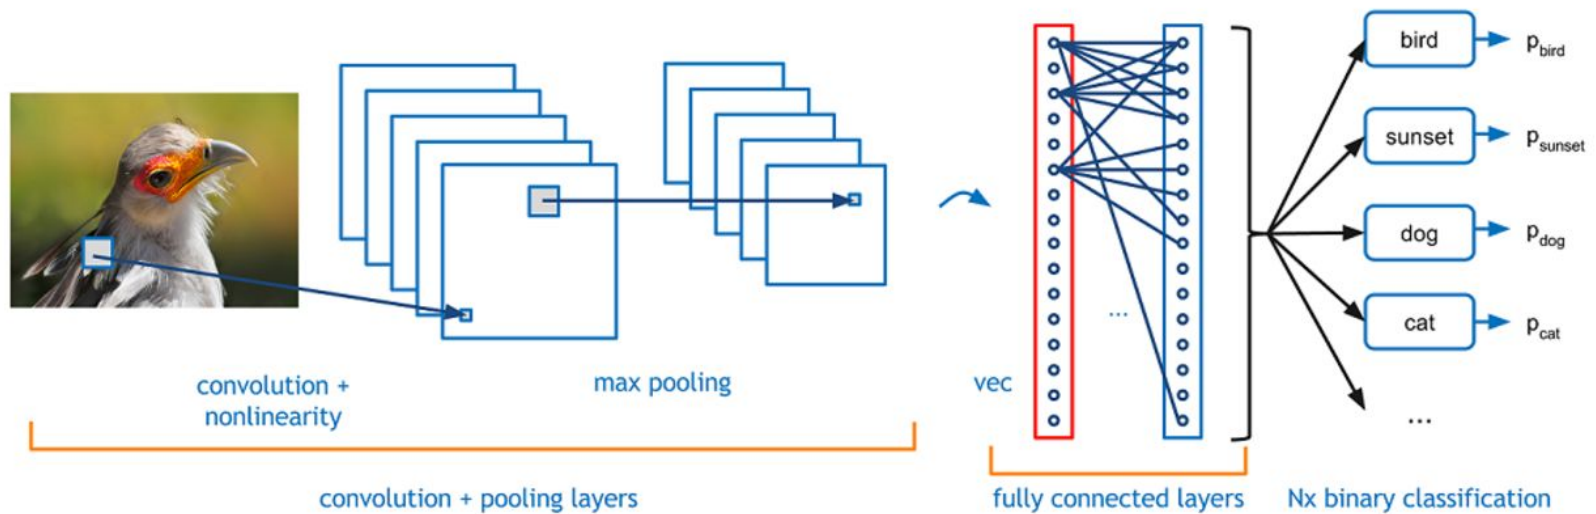 bird
p_bird
sunset
p_sunset
dog
p_dog
...
cat
p_cat
convolution +
nonlinearity
max pooling
vec
...
convolution + pooling layers
fully connected layers
Nx binary classification